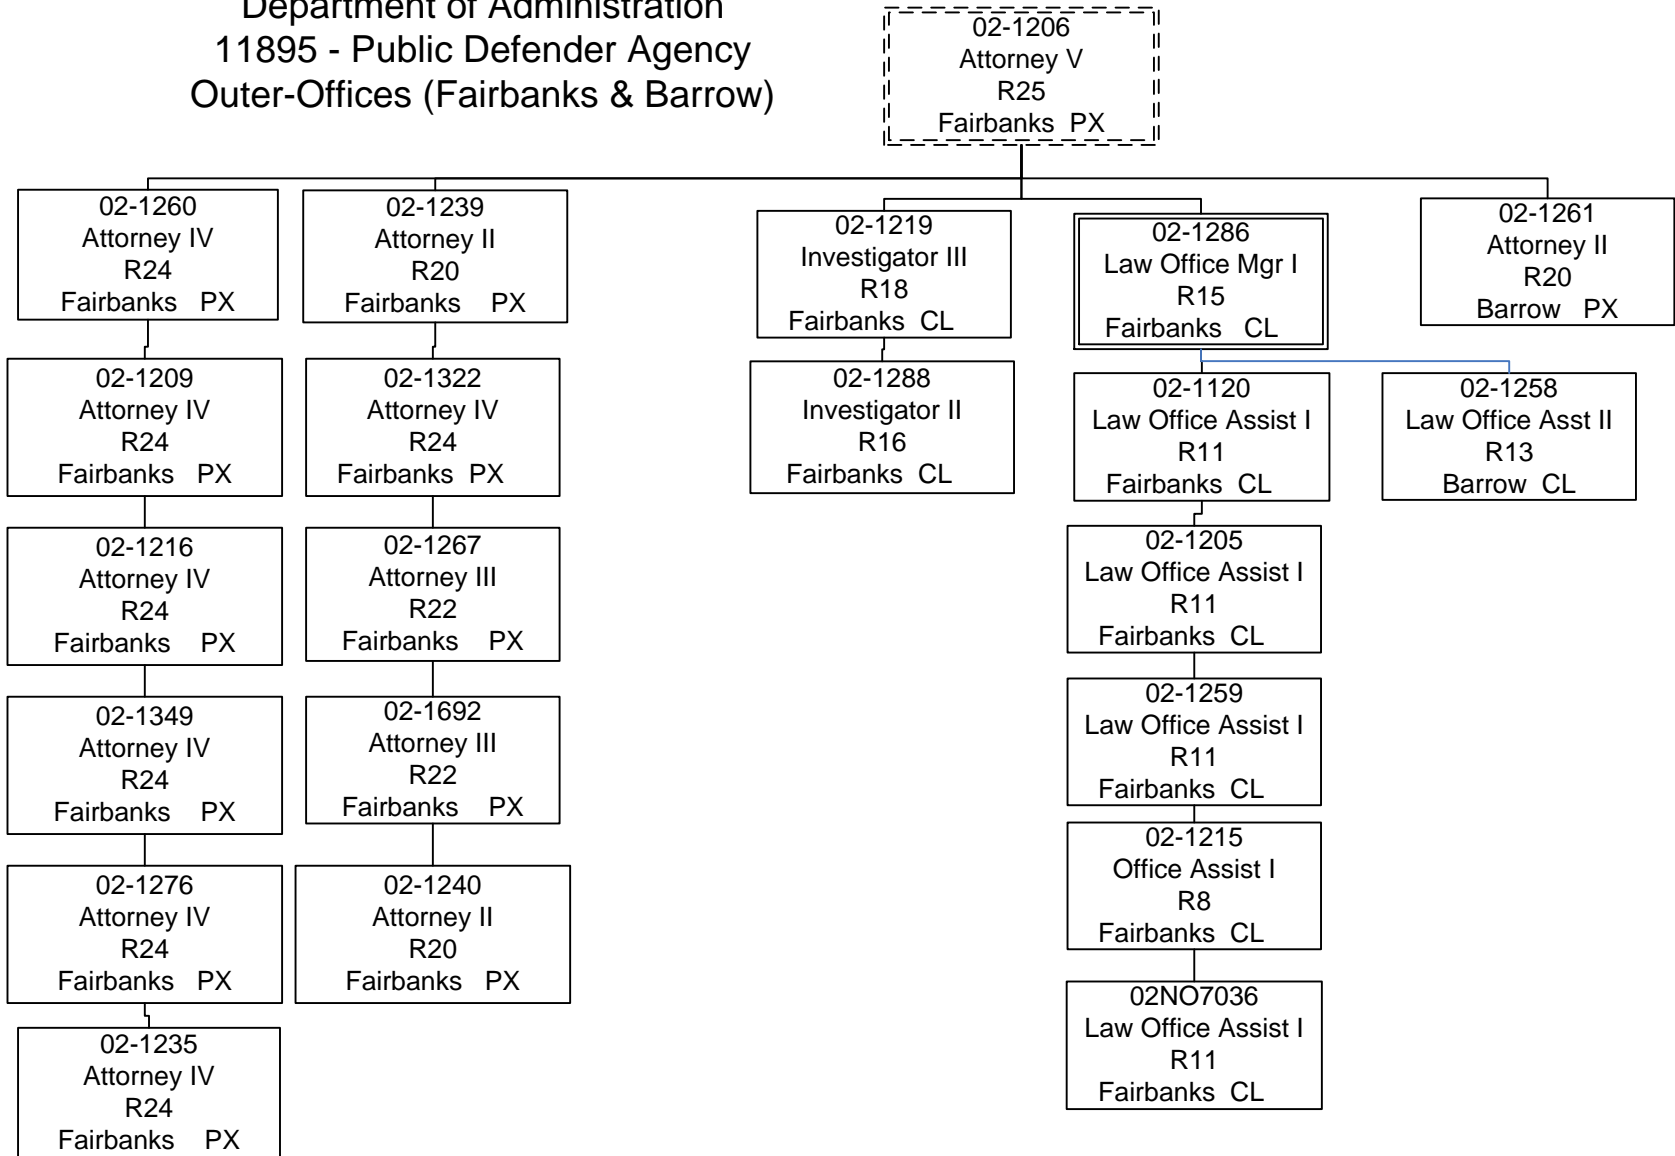 Department of Administration
11895 - Public Defender Agency
Outer-Offices (Fairbanks & Barrow)
02-1206
Attorney V
R25
Fairbanks PX
02-1260
Attorney IV
R24
Fairbanks PX
02-1239
Attorney II
R20
Fairbanks PX
02-1219
Investigator III
R18
Fairbanks CL
02-1286
Law Office Mgr I
R15
Fairbanks CL
02-1261
Attorney II
R20
Barrow PX
02-1209
Attorney IV
R24
Fairbanks PX
02-1322
Attorney IV
R24
Fairbanks PX
02-1288
Investigator II
R16
Fairbanks CL
02-1120
Law Office Assist I
R11
Fairbanks CL
02-1258
Law Office Asst II
R13
Barrow CL
02-1216
Attorney IV
R24
Fairbanks PX
02-1267
Attorney III
R22
Fairbanks PX
02-1205
Law Office Assist I
R11
Fairbanks CL
02-1349
Attorney IV
R24
Fairbanks PX
02-1692
Attorney III
R22
Fairbanks PX
02-1259
Law Office Assist I
R11
Fairbanks CL
02-1276
Attorney IV
R24
Fairbanks PX
02-1240
Attorney II
R20
Fairbanks PX
02-1215
Office Assist I
R8
Fairbanks CL
02-1235
Attorney IV
R24
Fairbanks PX
02NO7036
Law Office Assist I
R11
Fairbanks CL